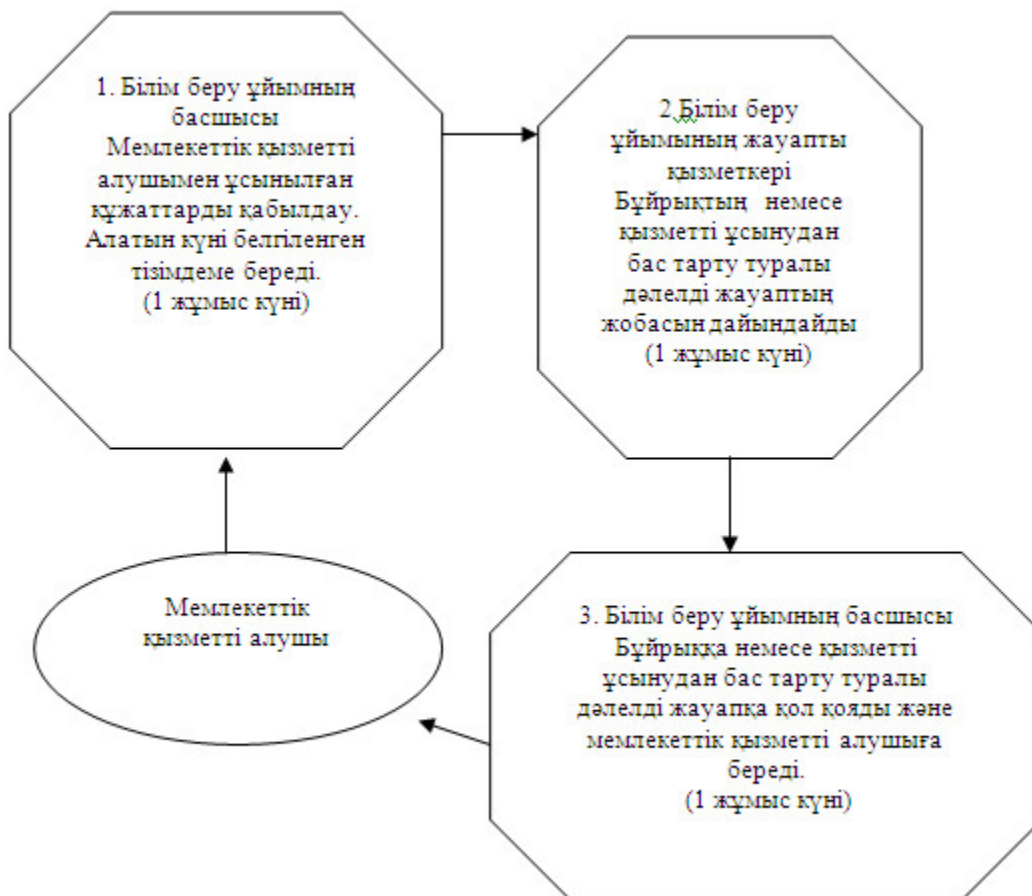 1. Білім беру ұйымның
басшысы
Мемлекеттік қызметті
алушымен ұсынылған
құжаттарды қабылдау.
Алатын күні белгіленген
тізімдеме береді.
(1 жұмыс күні)
2.Білім беру
ұйымының жауапты
қызметкері
Бұйрықтың немесе
қызметті ұсынудан
бас тарту туралы
дәлелді жауаптың
жобасын дайындайды
(1 жұмыс күні)
3. Білім беру ұйымның басшысы
Бұйрыққа немесе қызметті
ұсынудан бас тарту туралы
дәлелді жауапқа қол қояды және
мемлекеттік қызметті алушыға
береді.
(1 жұмыс күні)
Мемлекеттік
қызметті алушы